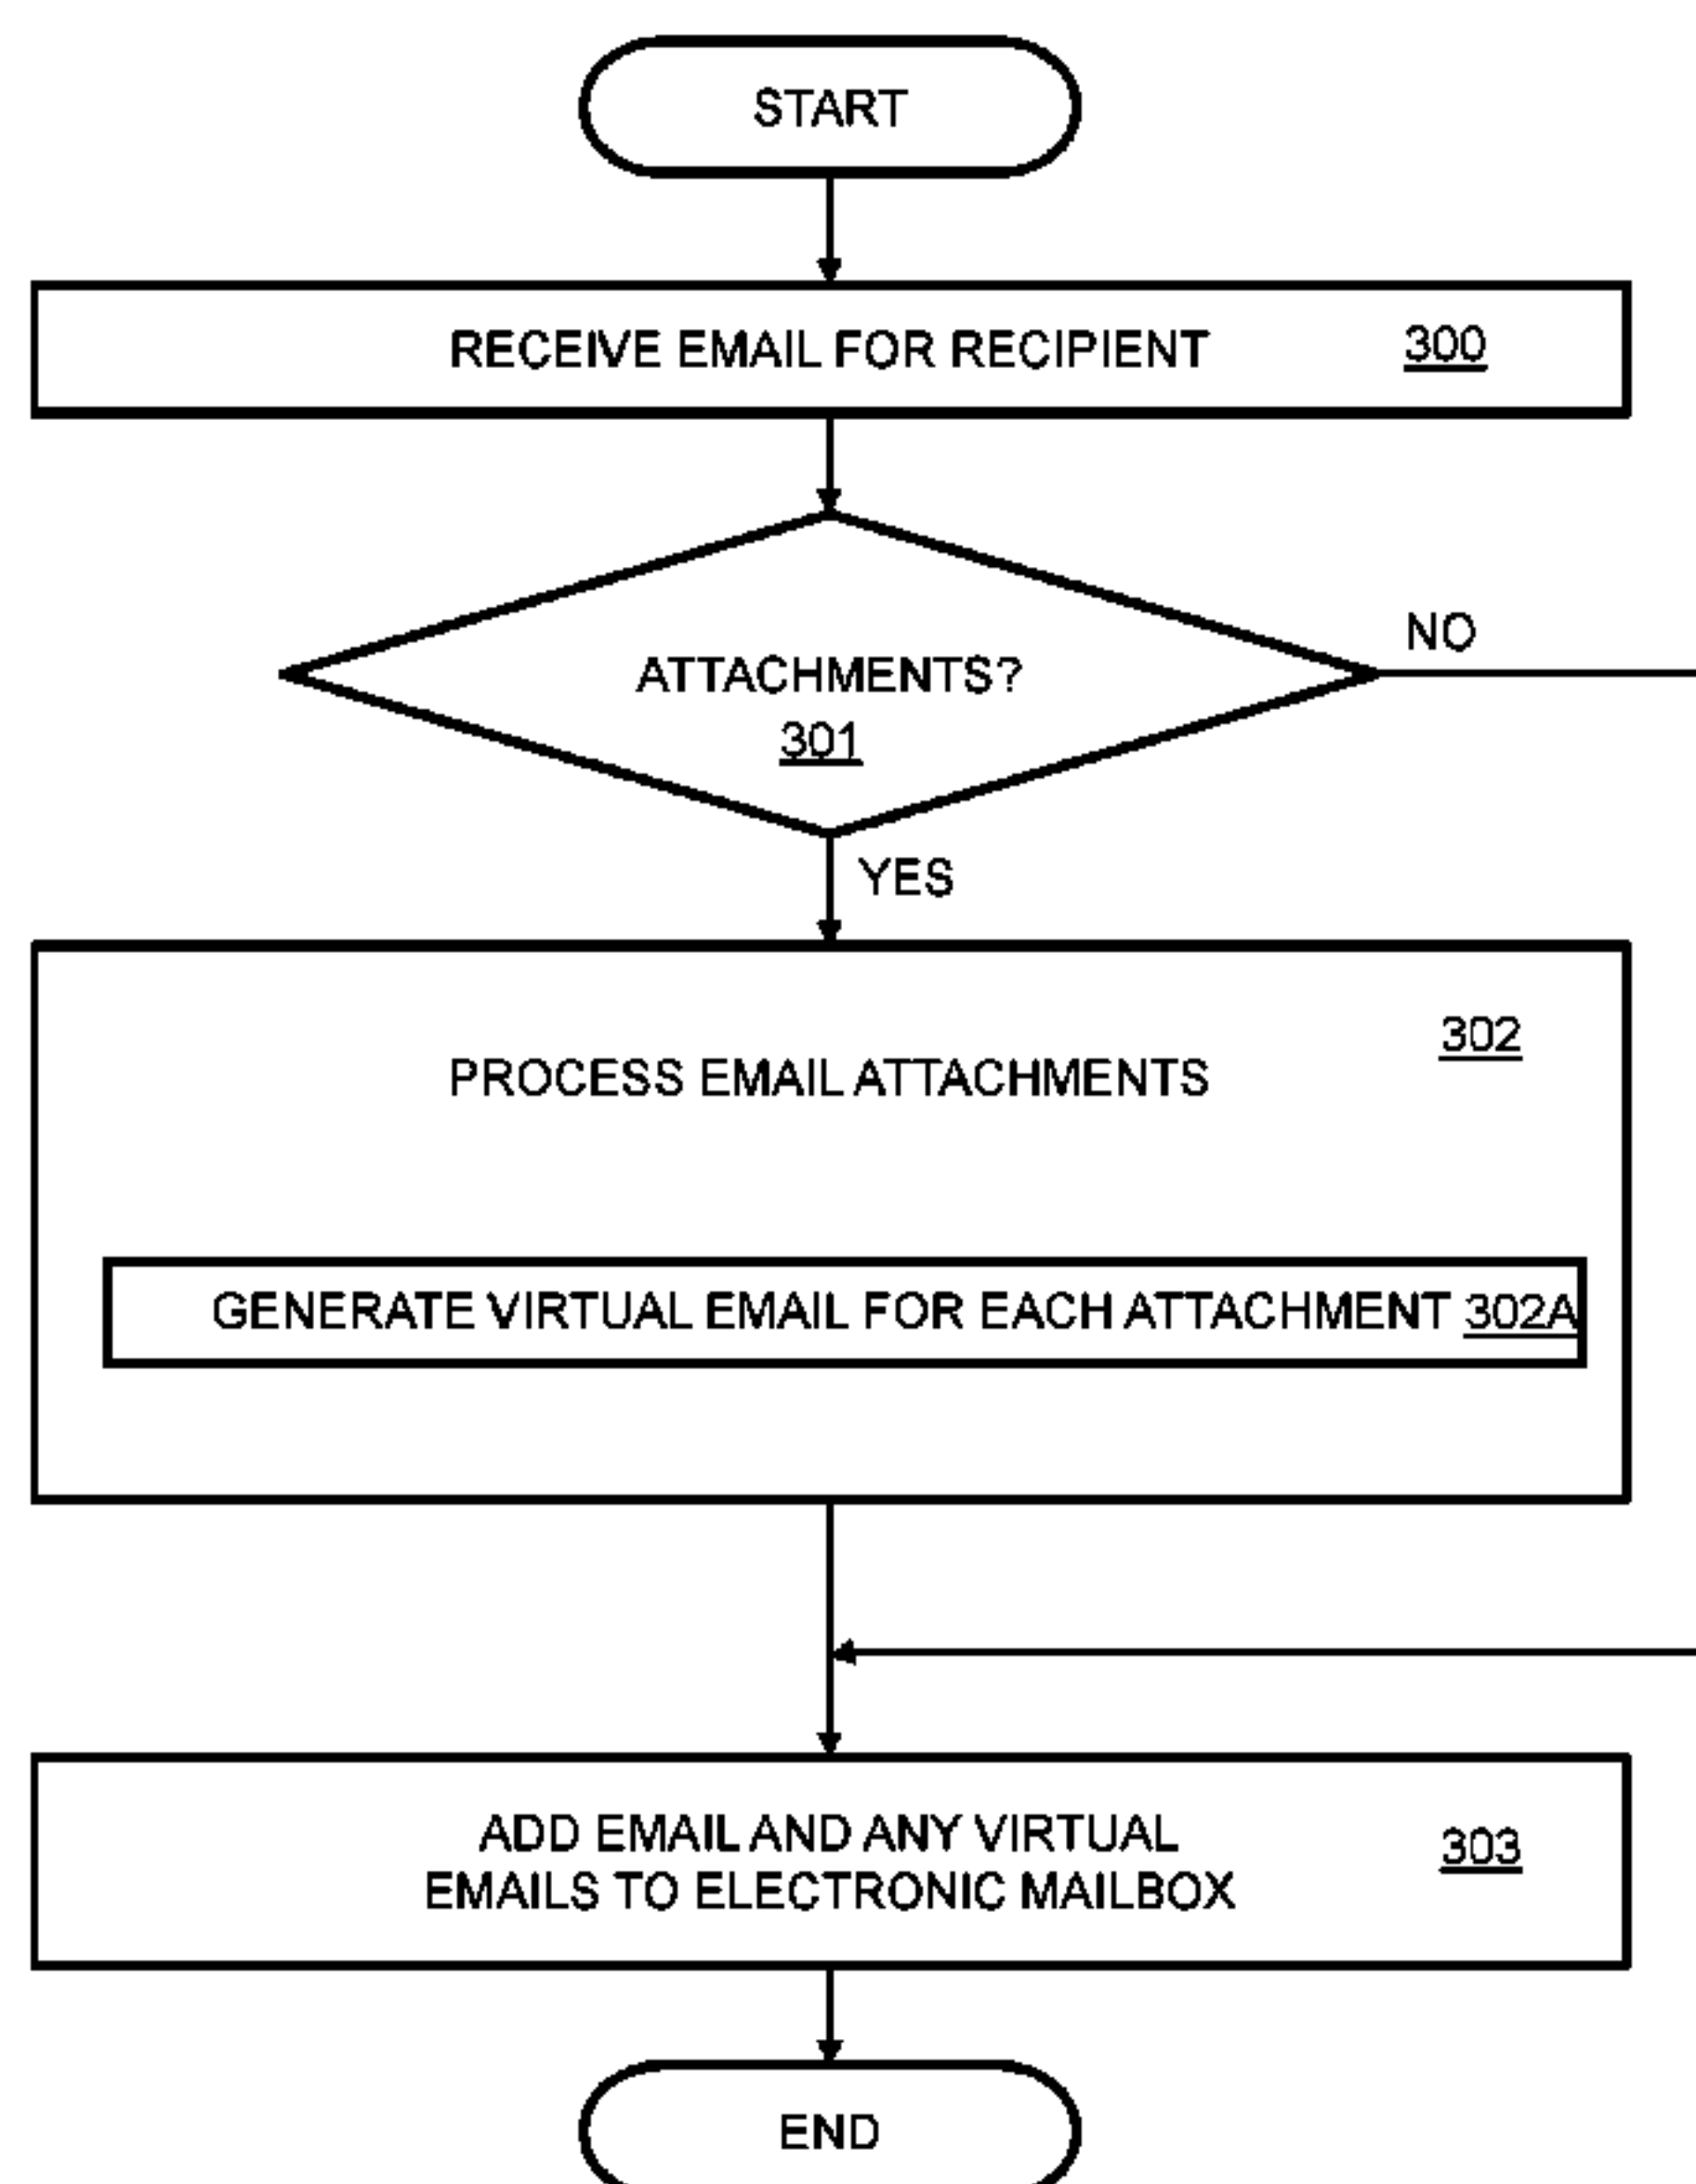 START
RECEIVE EMAIL FOR RECIPIENT 300
ATTACHMENTS?
301
NO
YES
302
PROCESS EMAIL ATTACHMENTS
GENERATE VIRTUAL EMAIL FOR EACH ATTACHMENT 302A
ADD EMAIL AND ANY VIRTUAL
EMAILS TO ELECTRONIC MAILBOX
303
END